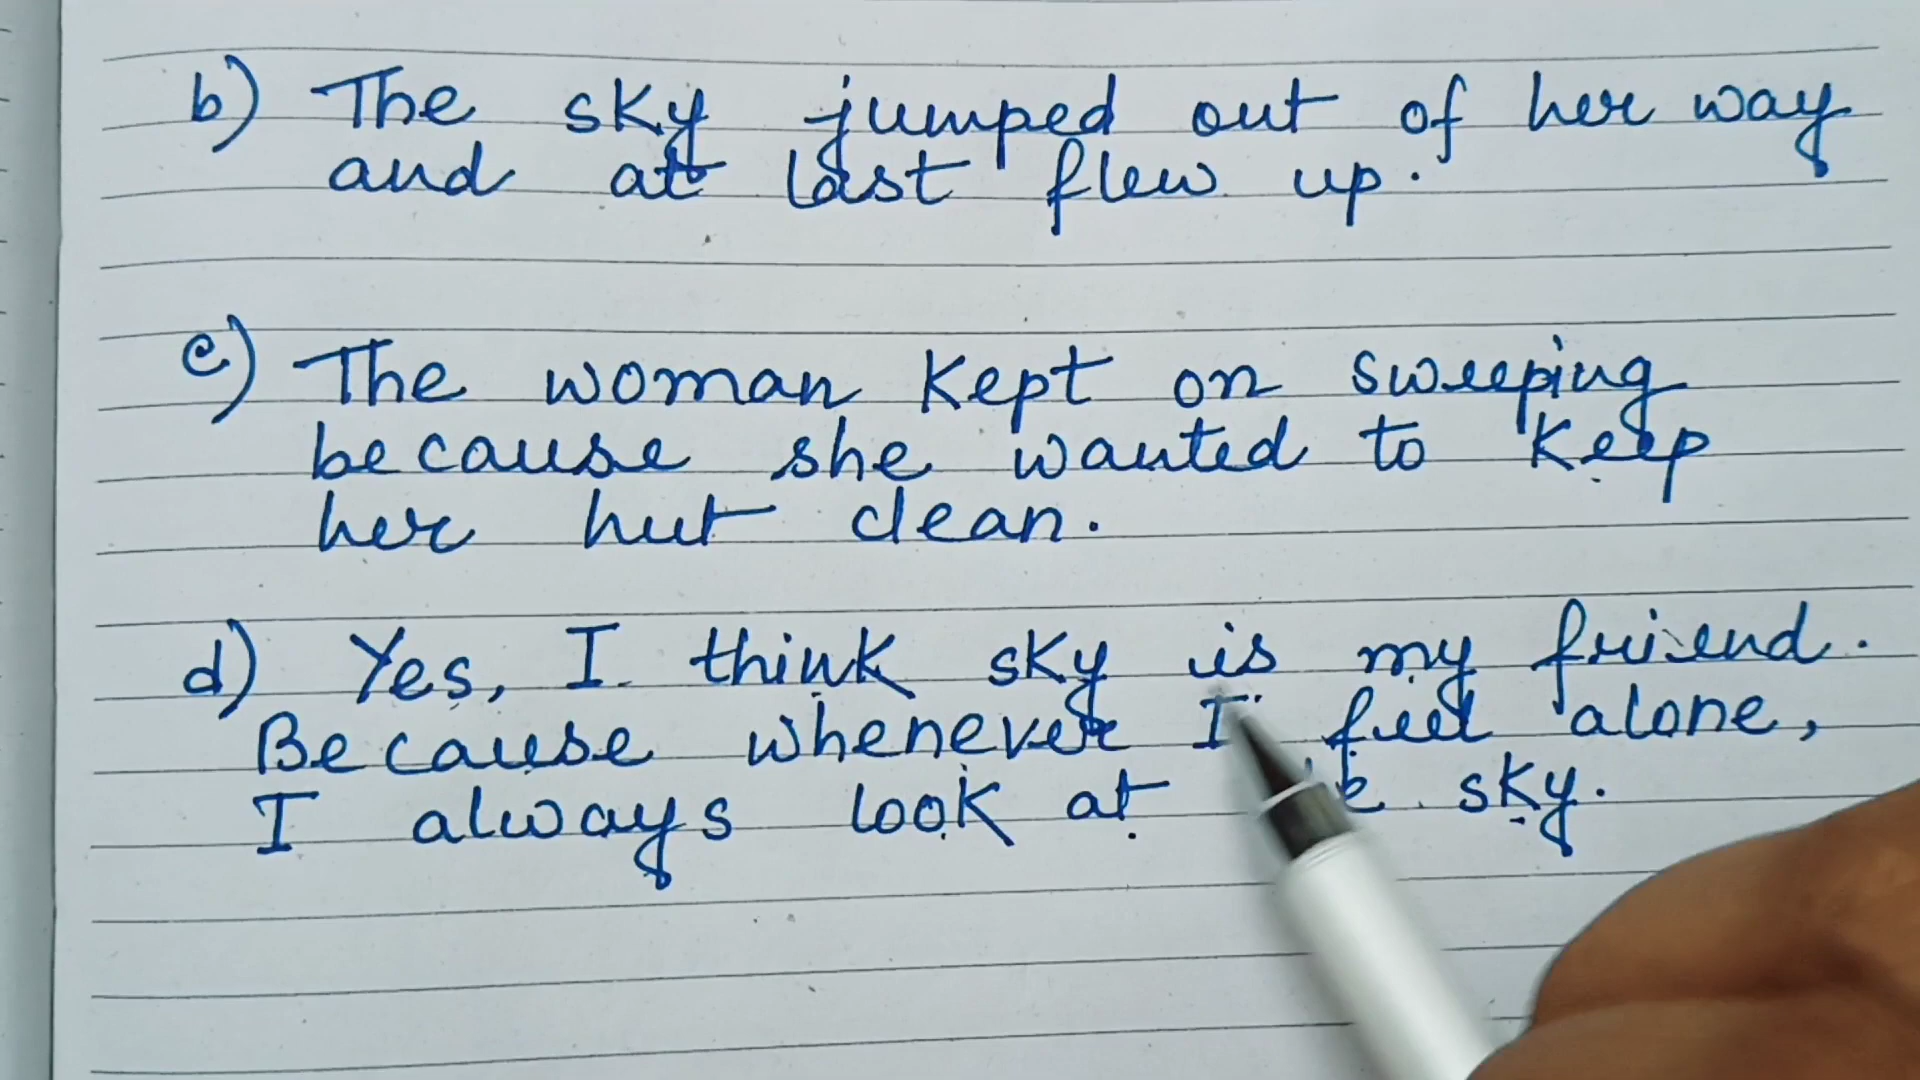 b) The sky jumped out of her way
and at last flew up.
c) The woman kept on sweeping
because she wanted to keep
her hut clean.
d) Yes, I think sky is my friend.
Because whenever I feel alone,
I always look at sky.